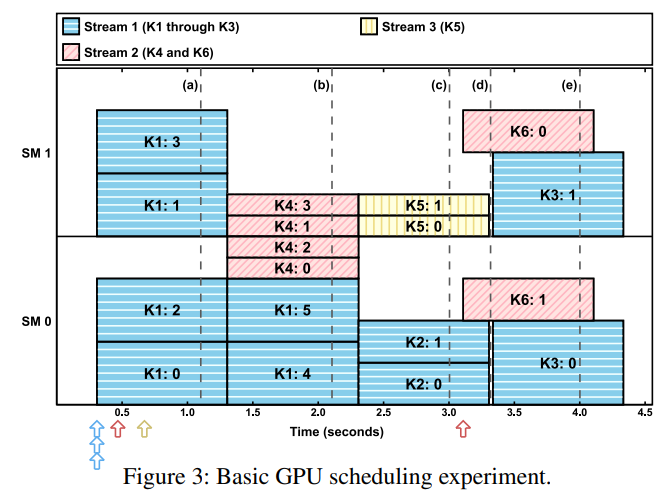 Stream 1 (K1 through K3)
Stream 3 (K5)
Stream 2 (K4 and K6)
(a)
(b)
(c)
(d)
(e)
SM 1
K1: 3
K1: 1
K4: 3
K4: 1
K5: 1
K5: 0
K6: 0
K3: 1
SM 0
K4: 2
K4: 0
K1: 2
K1: 0
K1: 5
K1: 4
K2: 1
K2: 0
K6: 1
K3: 0
0.5 1.0 1.5 2.0 2.5 3.0 3.5 4.0 4.5
Time (seconds)
Figure 3: Basic GPU scheduling experiment.